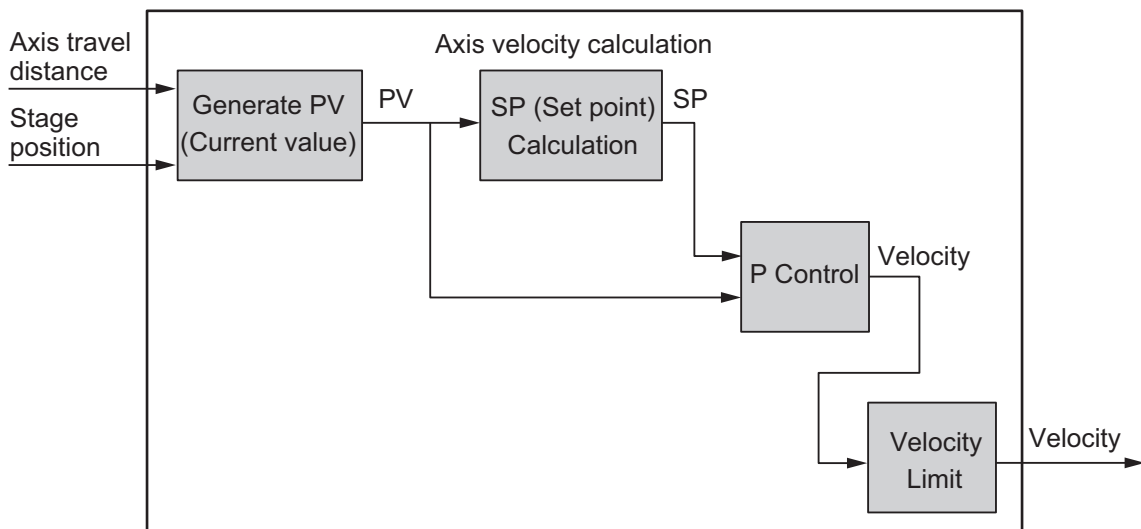 Axis travel
distance
Stage
position
Axis velocity calculation
Generate PV
(Current value)
PV
SP (Set point)
Calculation
SP
P Control
Velocity
Velocity
Limit
Velocity